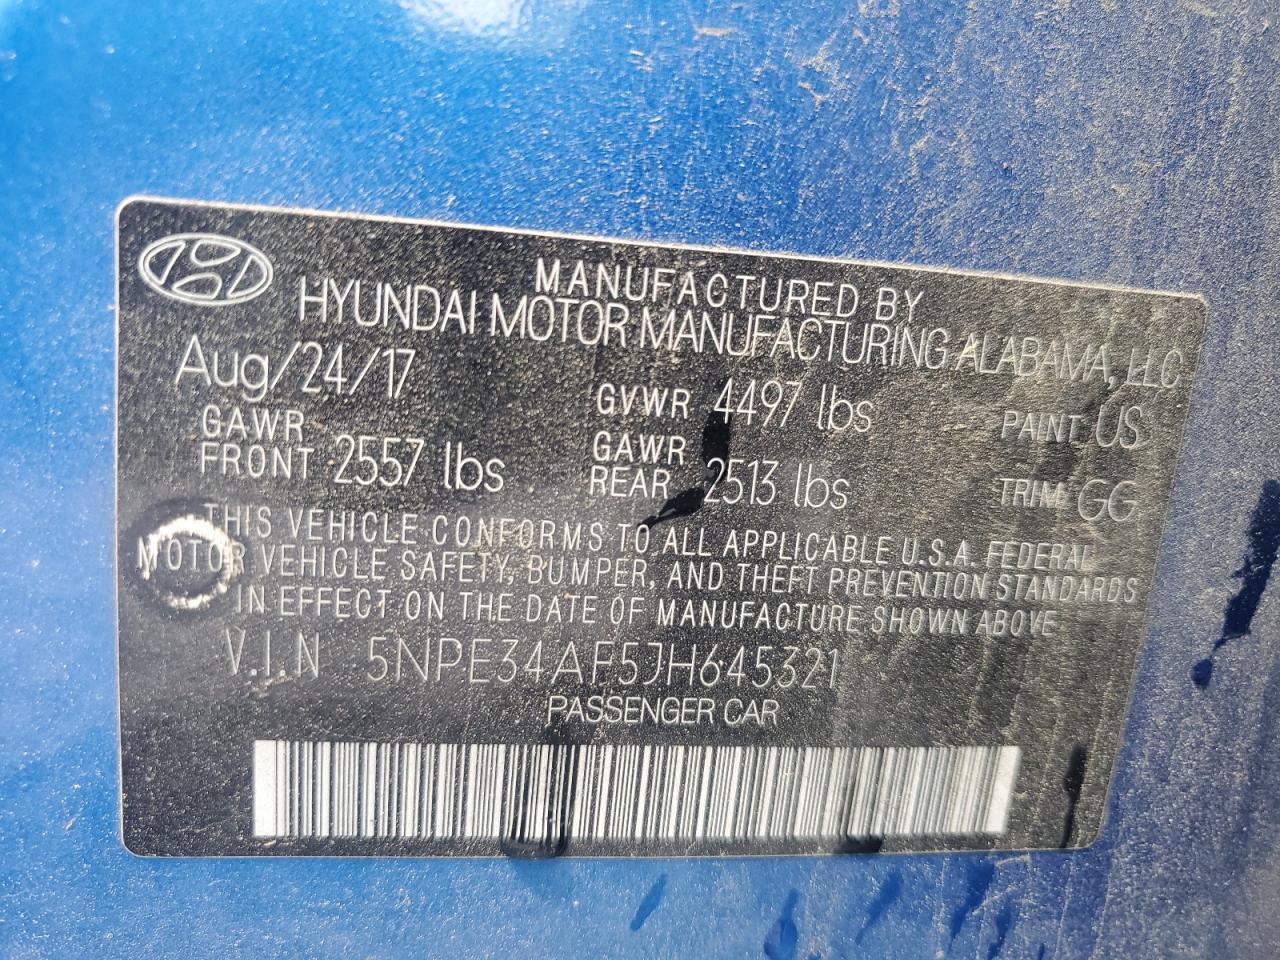 MANUFACTURED BY
HYUNDAI MOTOR MANUFACTURING ALABAMA, LLC
Aug/24/17
GVWR 4497 lbs
PAINT US
GAWR FRONT 2557 lbs
GAWR REAR 2513 lbs
TRIM GG
THIS VEHICLE CONFORMS TO ALL APPLICABLE U.S.A. FEDERAL
MOTOR VEHICLE SAFETY, BUMPER, AND THEFT PREVENTION STANDARDS
IN EFFECT ON THE DATE OF MANUFACTURE SHOWN ABOVE
V.I.N 5NPE34AF5JH645321
PASSENGER CAR